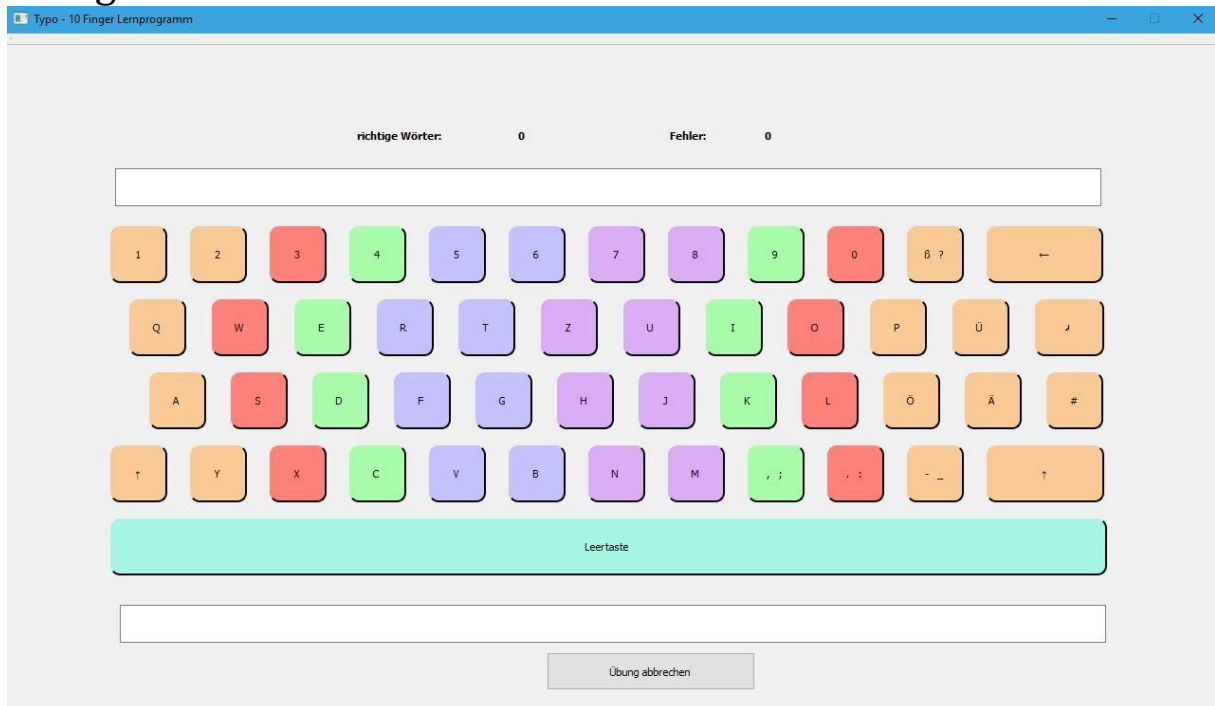 Typo - 10 Finger Lernprogramm
richtige Wörter: 0 Fehler: 0
1 2 3 4 5 6 7 8 9 0 ß ? ←
Q W E R T Z U I O P Ü ↲
A S D F G H J K L Ö Ä #
↑ Y X C V B N M , ; . : - _ ↑
Leertaste
Übung abbrechen